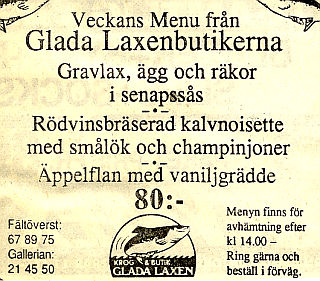 Veckans Menu från
Glada Laxenbutikerna
Gravlax, ägg och räkor
i senapssås
Rödvinsbräserad kalvnoisette
med smålök och champinjoner
Äppelflan med vaniljgrädde
80:-
Fältöverst:
67 89 75
Gallerian:
21 45 50
KROG & BUTIK
GLADA LAXEN
Menyn finns för
avhämtning efter
kl 14.00 –
Ring gärna och
beställ i förväg.